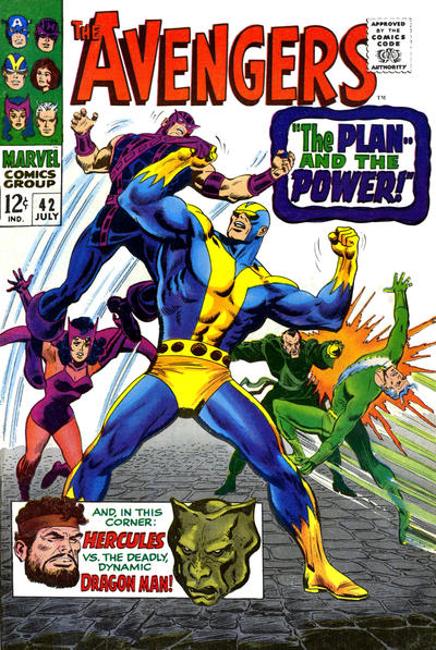 THE AVENGERS
TM
APPROVED
BY THE
COMICS
CODE
AUTHORITY
MARVEL
COMICS
GROUP
12¢
IND.
42
JULY
"The PLAN--
AND THE
POWER!"
AND, IN THIS
CORNER:
HERCULES
VS. THE DEADLY,
DYNAMIC
DRAGON MAN!